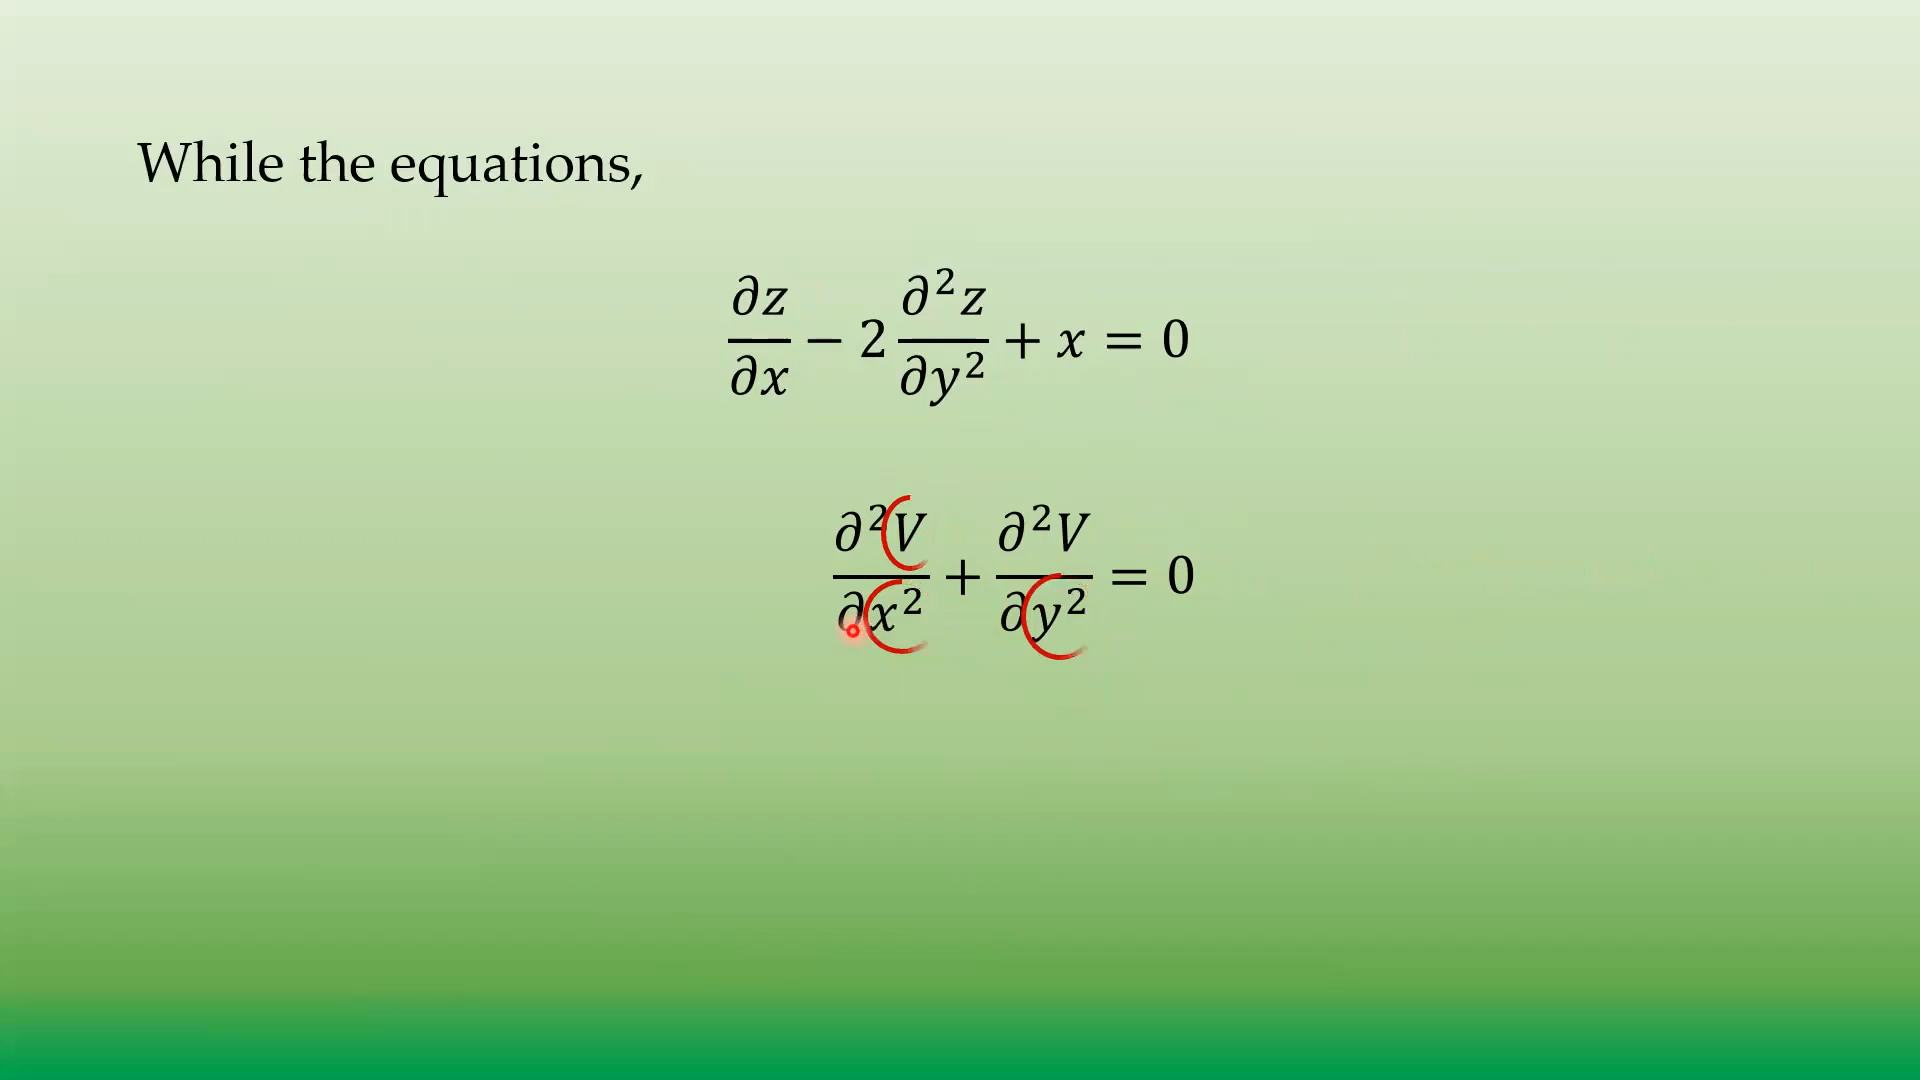 While the equations,
∂z/∂x − 2 ∂²z/∂y² + x = 0
∂²V/∂x² + ∂²V/∂y² = 0